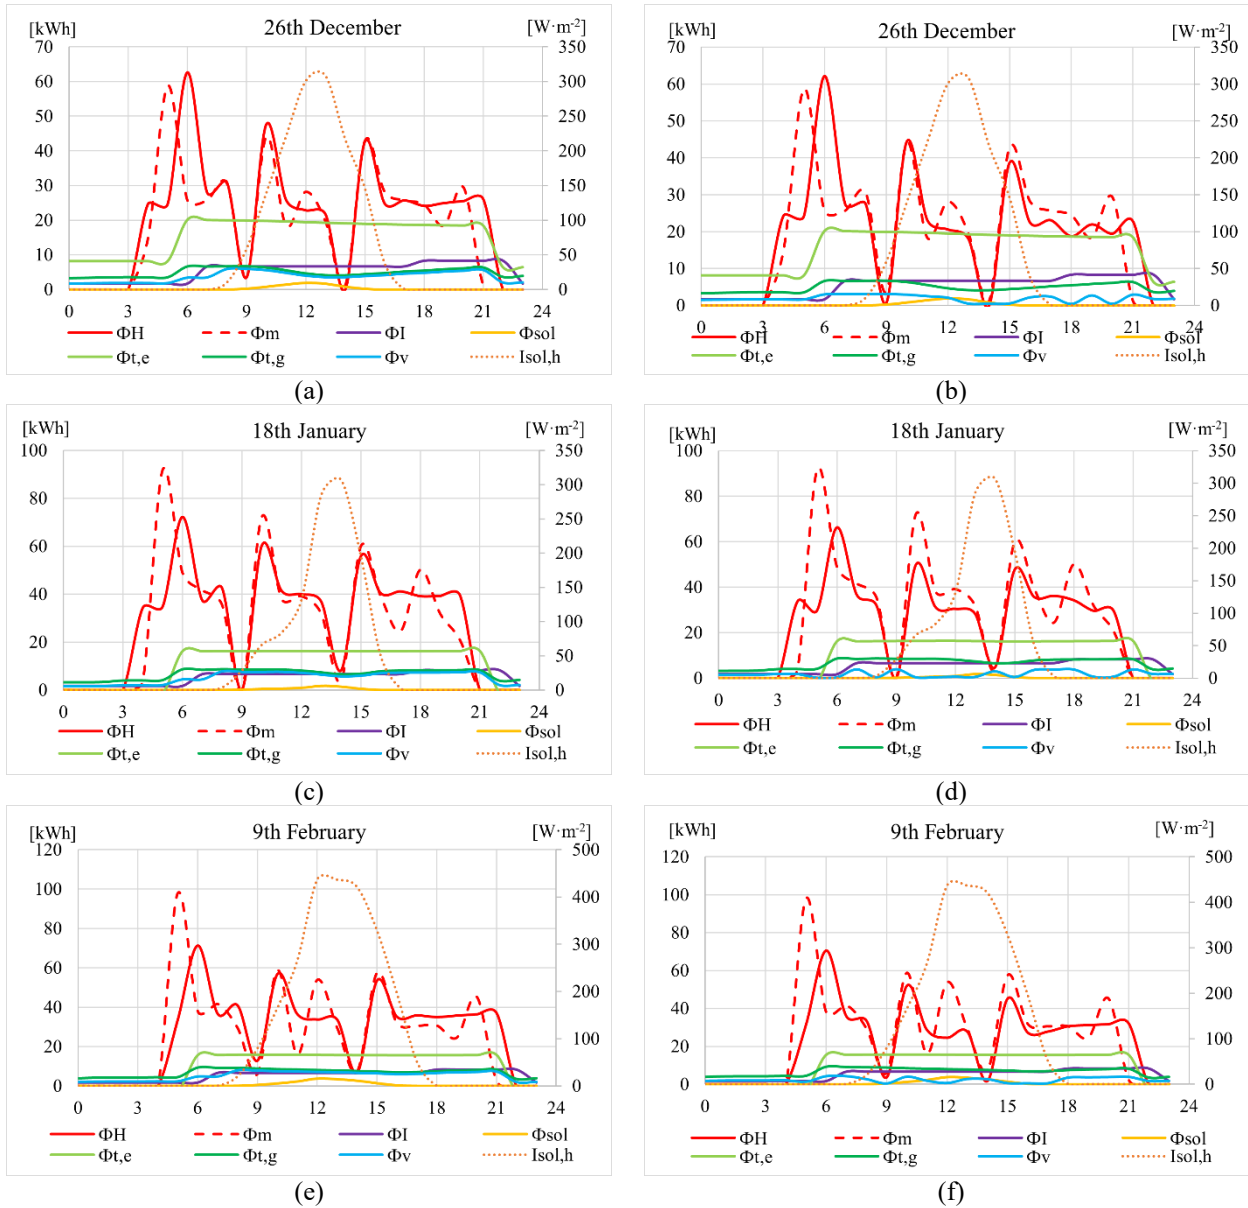 [kWh] 26th December [W·m-2]
70 350
60 300
50 250
40 200
30 150
20 100
10 50
0 0
0 3 6 9 12 15 18 21 24
ΦH Φm ΦI Φsol
Φt,e Φt,g Φv Isol,h
(a)
[kWh] 26th December [W·m-2]
70 350
60 300
50 250
40 200
30 150
20 100
10 50
0 0
0 3 6 9 12 15 18 21 24
ΦH Φm ΦI Φsol
Φt,e Φt,g Φv Isol,h
(b)
[kWh] 18th January [W·m-2]
100 350
300
80 250
60 200
40 150
100
20 50
0 0
0 3 6 9 12 15 18 21 24
ΦH Φm ΦI Φsol
Φt,e Φt,g Φv Isol,h
(c)
[kWh] 18th January [W·m-2]
100 350
300
80 250
60 200
40 150
100
20 50
0 0
0 3 6 9 12 15 18 21 24
ΦH Φm ΦI Φsol
Φt,e Φt,g Φv Isol,h
(d)
[kWh] 9th February [W·m-2]
120 500
100 400
80 300
60
40 200
20 100
0 0
0 3 6 9 12 15 18 21 24
ΦH Φm ΦI Φsol
Φt,e Φt,g Φv Isol,h
(e)
[kWh] 9th February [W·m-2]
120 500
100 400
80 300
60
40 200
20 100
0 0
0 3 6 9 12 15 18 21 24
ΦH Φm ΦI Φsol
Φt,e Φt,g Φv Isol,h
(f)